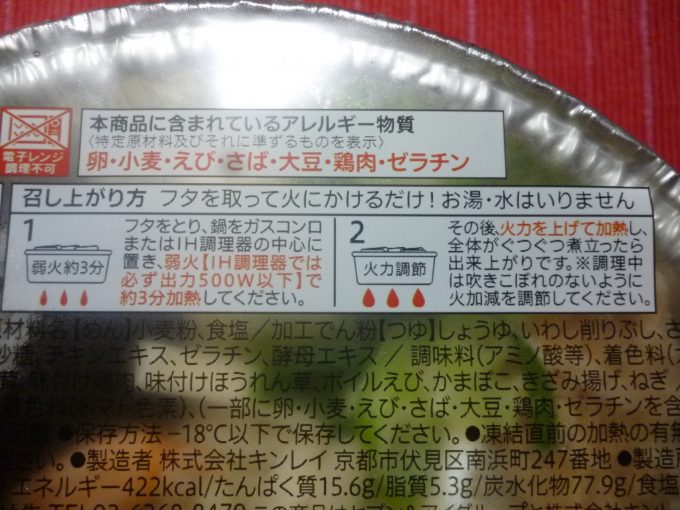 電子レンジ
調理不可
本商品に含まれているアレルギー物質
〈特定原材料及びそれに準ずるものを表示〉
卵・小麦・えび・さば・大豆・鶏肉・ゼラチン
召し上がり方 フタを取って火にかけるだけ!お湯・水はいりません
1
弱火約3分
フタをとり、鍋をガスコンロ
またはIH調理器の中心に
置き、弱火【IH調理器では
必ず出力500W以下】で
約3分加熱してください。
2
火力調節
その後、火力を上げて加熱し、
全体がぐつぐつ煮立ったら
出来上がりです。※調理中
は吹きこぼれのないように
火加減を調節してください。
【めん】小麦粉、食塩/加工でん粉【つゆ】しょうゆ、いわし削りぶし、さ
エキス、ゼラチン、酵母エキス/調味料(アミノ酸等)、着色料(
味付け鶏肉、味付けほうれん草、ボイルえび、かまぼこ、きざみ揚げ、ねぎ/
着色料(トマト色素)、(一部に卵・小麦・えび・さば・大豆・鶏肉・ゼラチンを含
●保存方法 -18℃以下で保存してください。●凍結直前の加熱の有無
●製造者 株式会社キンレイ 京都市伏見区南浜町247番地 ●製造
エネルギー422kcal/たんぱく質15.6g/脂質5.3g/炭水化物77.9g/食塩